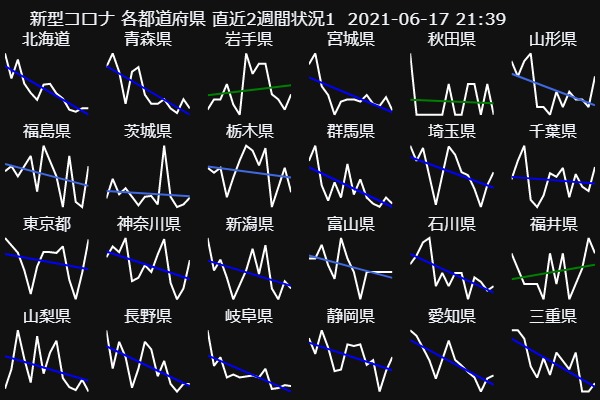 新型コロナ 各都道府県 直近2週間状況1 2021-06-17 21:39
北海道 青森県 岩手県 宮城県 秋田県 山形県
福島県 茨城県 栃木県 群馬県 埼玉県 千葉県
東京都 神奈川県 新潟県 富山県 石川県 福井県
山梨県 長野県 岐阜県 静岡県 愛知県 三重県